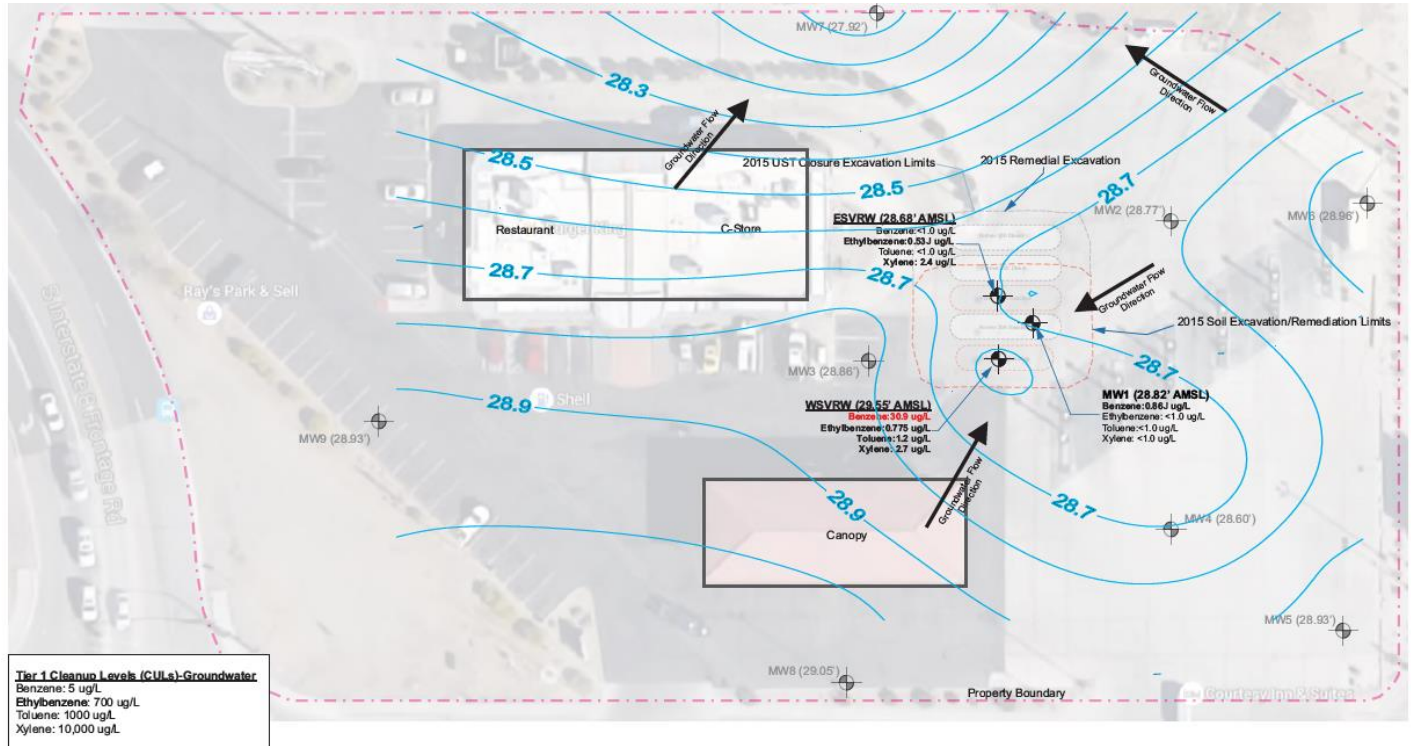 MW7 (27.92')
Groundwater Flow
Direction
28.3
Groundwater Flow
Direction
28.5
2015 UST Closure Excavation Limits
2015 Remedial Excavation
28.5
28.7
MW2 (28.77')
MW6 (28.96')
ESVRW (28.68' AMSL)
Benzene:<1.0 ug/L
Ethylbenzene:0.53J ug/L
Toluene:<1.0 ug/L
Xylene: 2.4 ug/L
Restaurant
C-Store
28.7
28.7
Groundwater Flow
Direction
Ray's Park & Sell
2015 Soil Excavation/Remediation Limits
S Interstate 8 Frontage Rd
MW3 (28.86')
Shell
28.9
WSVRW (29.55' AMSL)
Benzene:30.9 ug/L
Ethylbenzene:0.775 ug/L
Toluene:1.2 ug/L
Xylene: 2.7 ug/L
MW1 (28.82' AMSL)
Benzene:0.86J ug/L
Ethylbenzene: <1.0 ug/L
Toluene:<1.0 ug/L
Xylene: <1.0 ug/L
MW9 (28.93')
Groundwater Flow
Direction
28.7
28.9
Canopy
MW4 (28.60')
MW5 (28.93')
MW8 (29.05')
Property Boundary
Courtesy Inn & Suites
Tier 1 Cleanup Levels (CULs)-Groundwater
Benzene: 5 ug/L
Ethylbenzene: 700 ug/L
Toluene: 1000 ug/L
Xylene: 10,000 ug/L